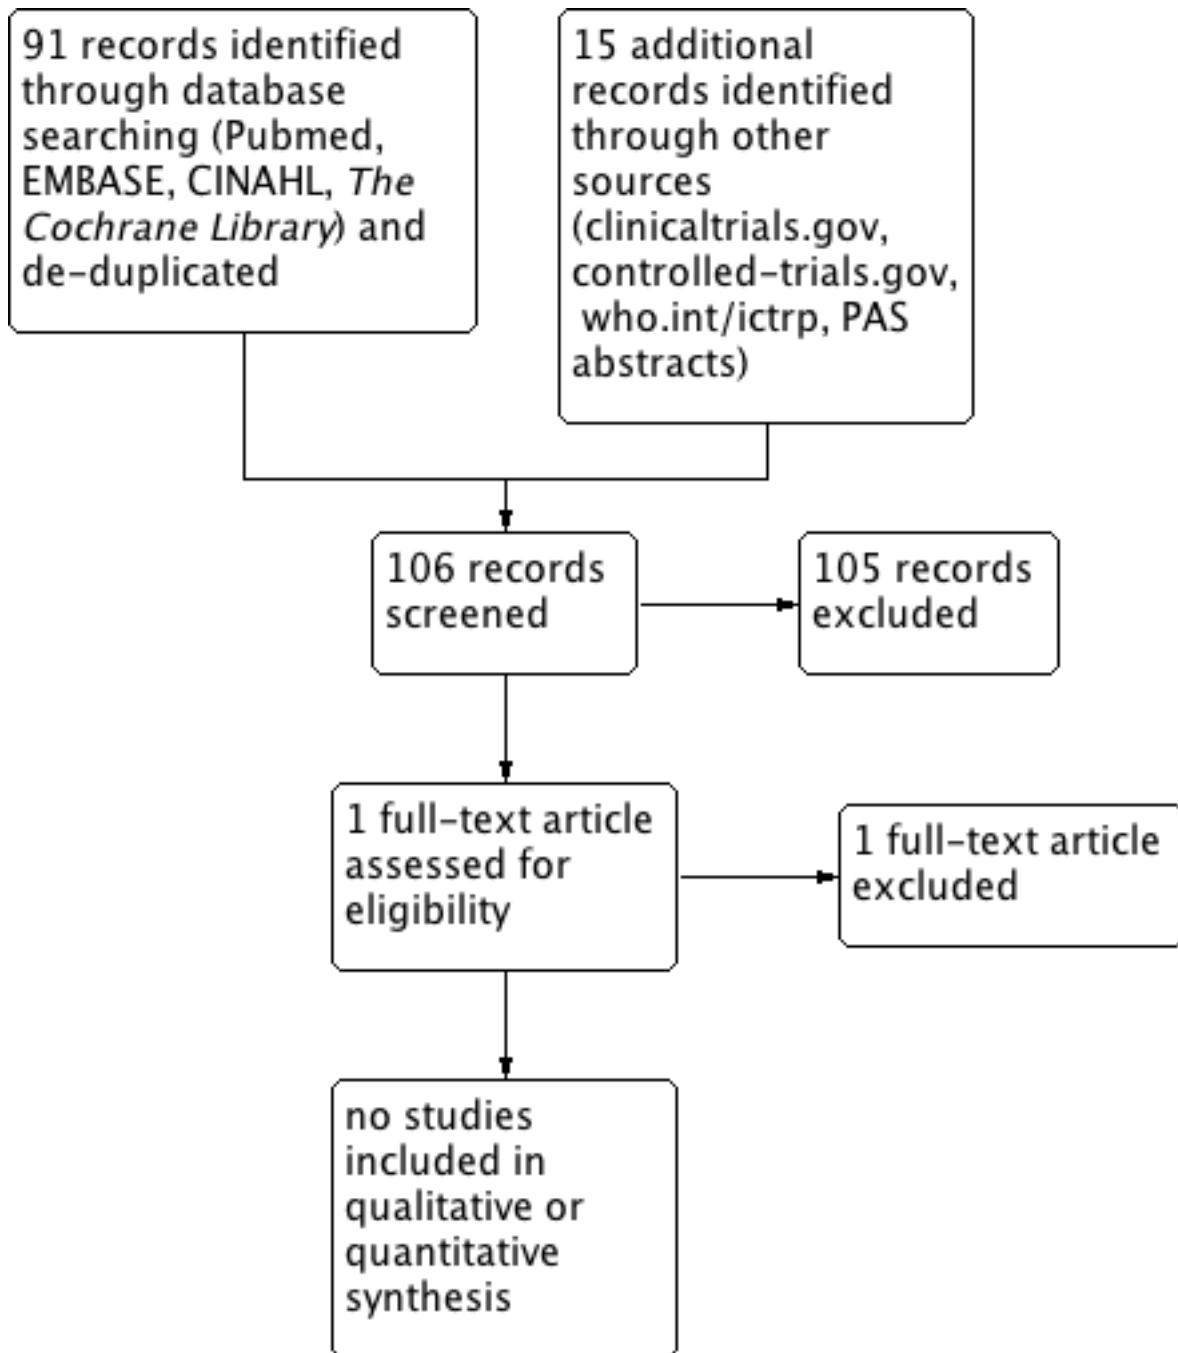 91 records identified
through database
searching (Pubmed,
EMBASE, CINAHL, The
Cochrane Library) and
de-duplicated
15 additional
records identified
through other
sources
(clinicaltrials.gov,
controlled-trials.gov,
who.int/ictrp, PAS
abstracts)
106 records
screened
105 records
excluded
1 full-text article
assessed for
eligibility
1 full-text article
excluded
no studies
included in
qualitative or
quantitative
synthesis